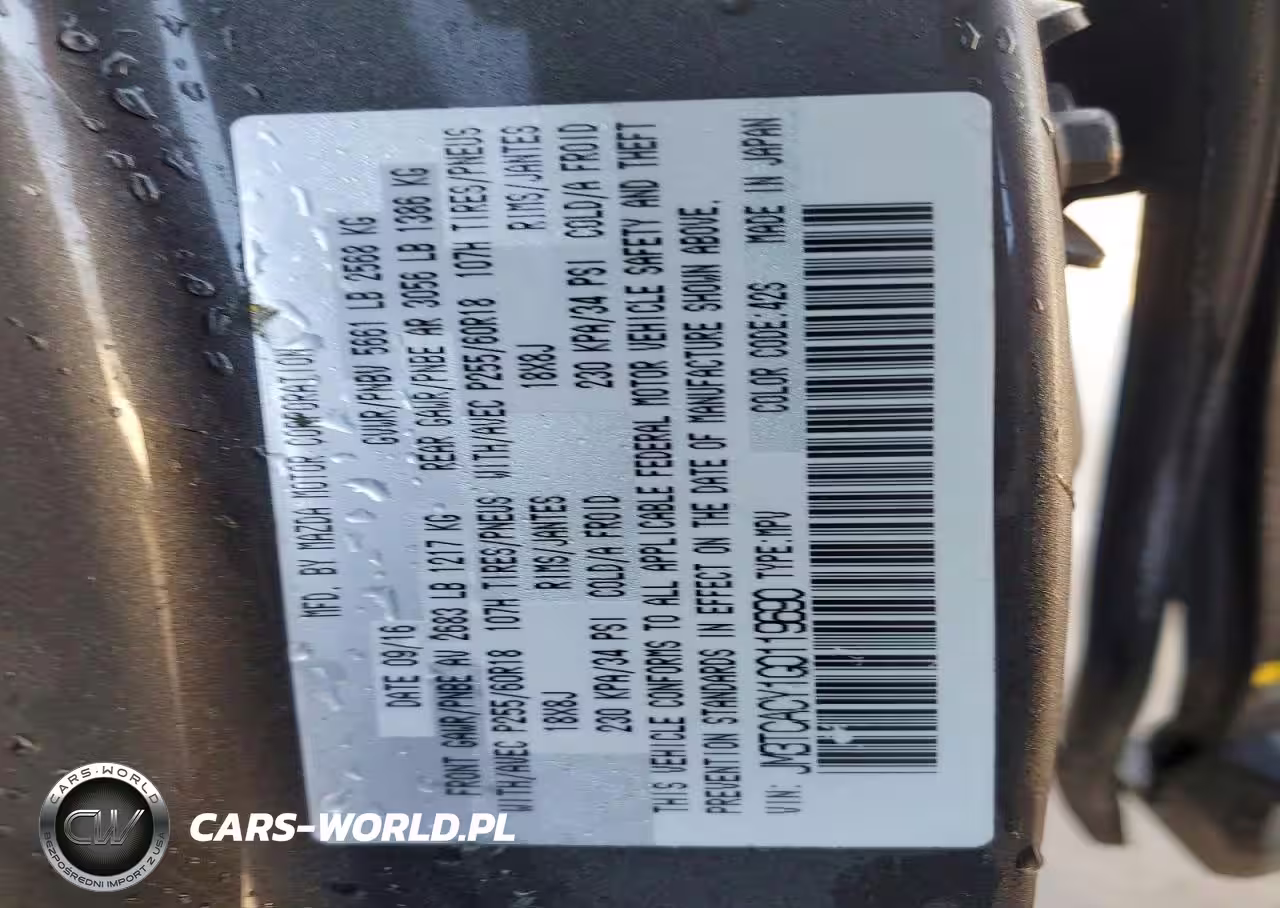 MFD. BY MAZDA MOTOR CORPORATION
DATE 09/16 GVWR/PNBV 5661 LB 2568 KG
FRONT GAWR/PNBE AV 2683 LB 1217 KG REAR GAWR/PNBE AR 3056 LB 1386 KG
WITH/AVEC P255/60R18 107H TIRES/PNEUS WITH/AVEC P255/60R18 107H TIRES/PNEUS
18X8J RIMS/JANTES 18X8J RIMS/JANTES
230 KPA/34 PSI COLD/A FROID 230 KPA/34 PSI COLD/A FROID
THIS VEHICLE CONFORMS TO ALL APPLICABLE FEDERAL MOTOR VEHICLE SAFETY AND THEFT
PREVENTION STANDARDS IN EFFECT ON THE DATE OF MANUFACTURE SHOWN ABOVE.
VIN: JM3TCACY1G0119890 TYPE:MPV COLOR CODE:42S MADE IN JAPAN
CARS-WORLD
CW
BEZPOŚREDNI IMPORT Z USA
CARS-WORLD.PL